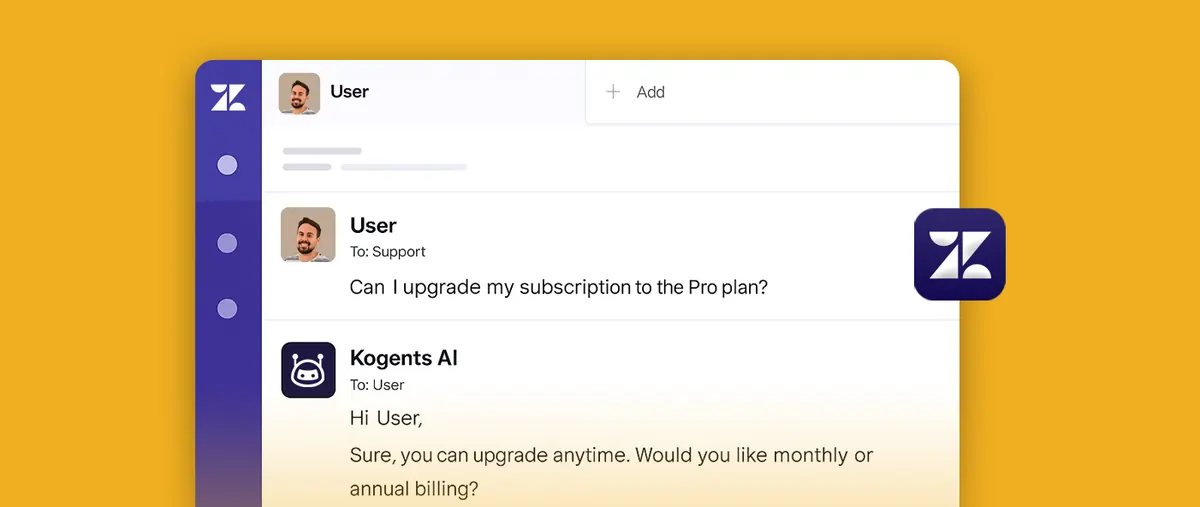 User
Add
User
To: Support
Can I upgrade my subscription to the Pro plan?
Kogents AI
To: User
Hi User,
Sure, you can upgrade anytime. Would you like monthly or
annual billing?